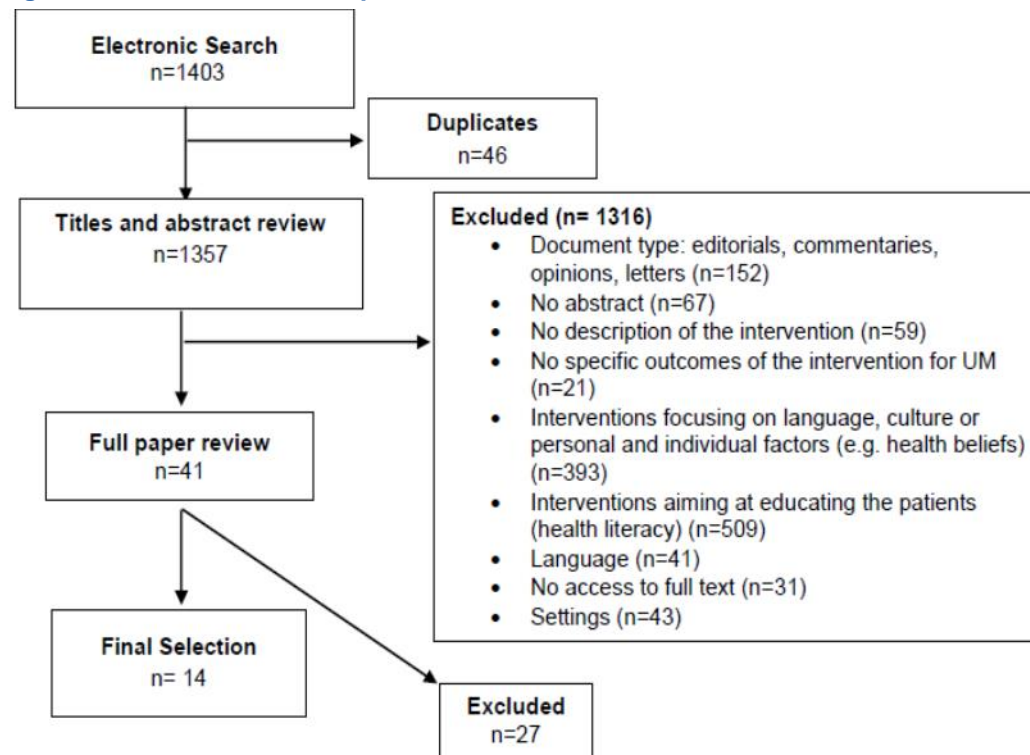 Electronic Search
n=1403
Duplicates
n=46
Titles and abstract review
n=1357
Excluded (n= 1316)
• Document type: editorials, commentaries,
opinions, letters (n=152)
• No abstract (n=67)
• No description of the intervention (n=59)
• No specific outcomes of the intervention for UM
(n=21)
• Interventions focusing on language, culture or
personal and individual factors (e.g. health beliefs)
(n=393)
• Interventions aiming at educating the patients
(health literacy) (n=509)
• Language (n=41)
• No access to full text (n=31)
• Settings (n=43)
Full paper review
n=41
Final Selection
n= 14
Excluded
n=27